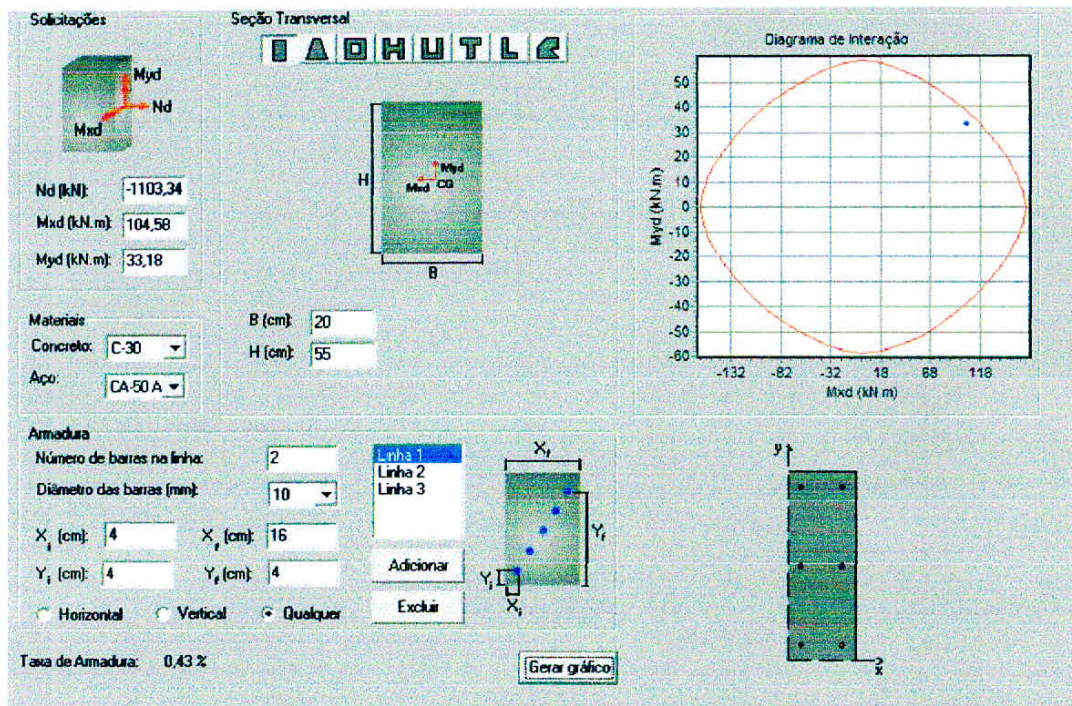 Solicitações
Myd
Nd
Mxd
Nd (kN): -1103,34
Mxd (kN.m): 104,58
Myd (kN.m): 33,18
Materiais
Concreto: C-30
Aço: CA-50 A
Seção Transversal
H
Myd
Mxd CG
B
B (cm): 20
H (cm): 55
Diagrama de Interação
50
40
30
20
10
0
-10
-20
-30
-40
-50
-60
Myd (kN.m)
-132 -82 -32 18 68 118
Mxd (kN.m)
Armadura
Número de barras na linha: 2
Diâmetro das barras (mm): 10
Xi (cm): 4 Xf (cm): 16
Yi (cm): 4 Yf (cm): 4
Horizontal Vertical Qualquer
Linha 1
Linha 2
Linha 3
Adicionar
Excluir
Xf
Yf
Yi
Xi
y
x
Taxa de Armadura: 0,43 %
Gerar gráfico